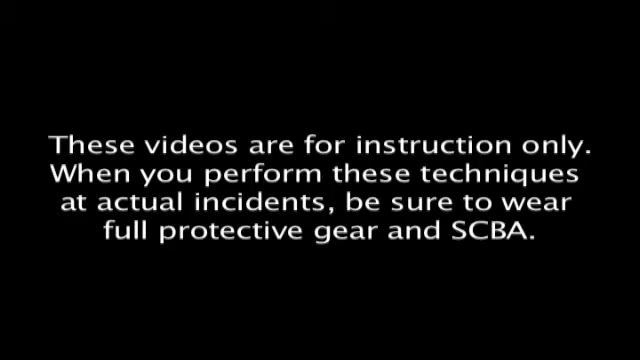 These videos are for instruction only.
When you perform these techniques
at actual incidents, be sure to wear
full protective gear and SCBA.